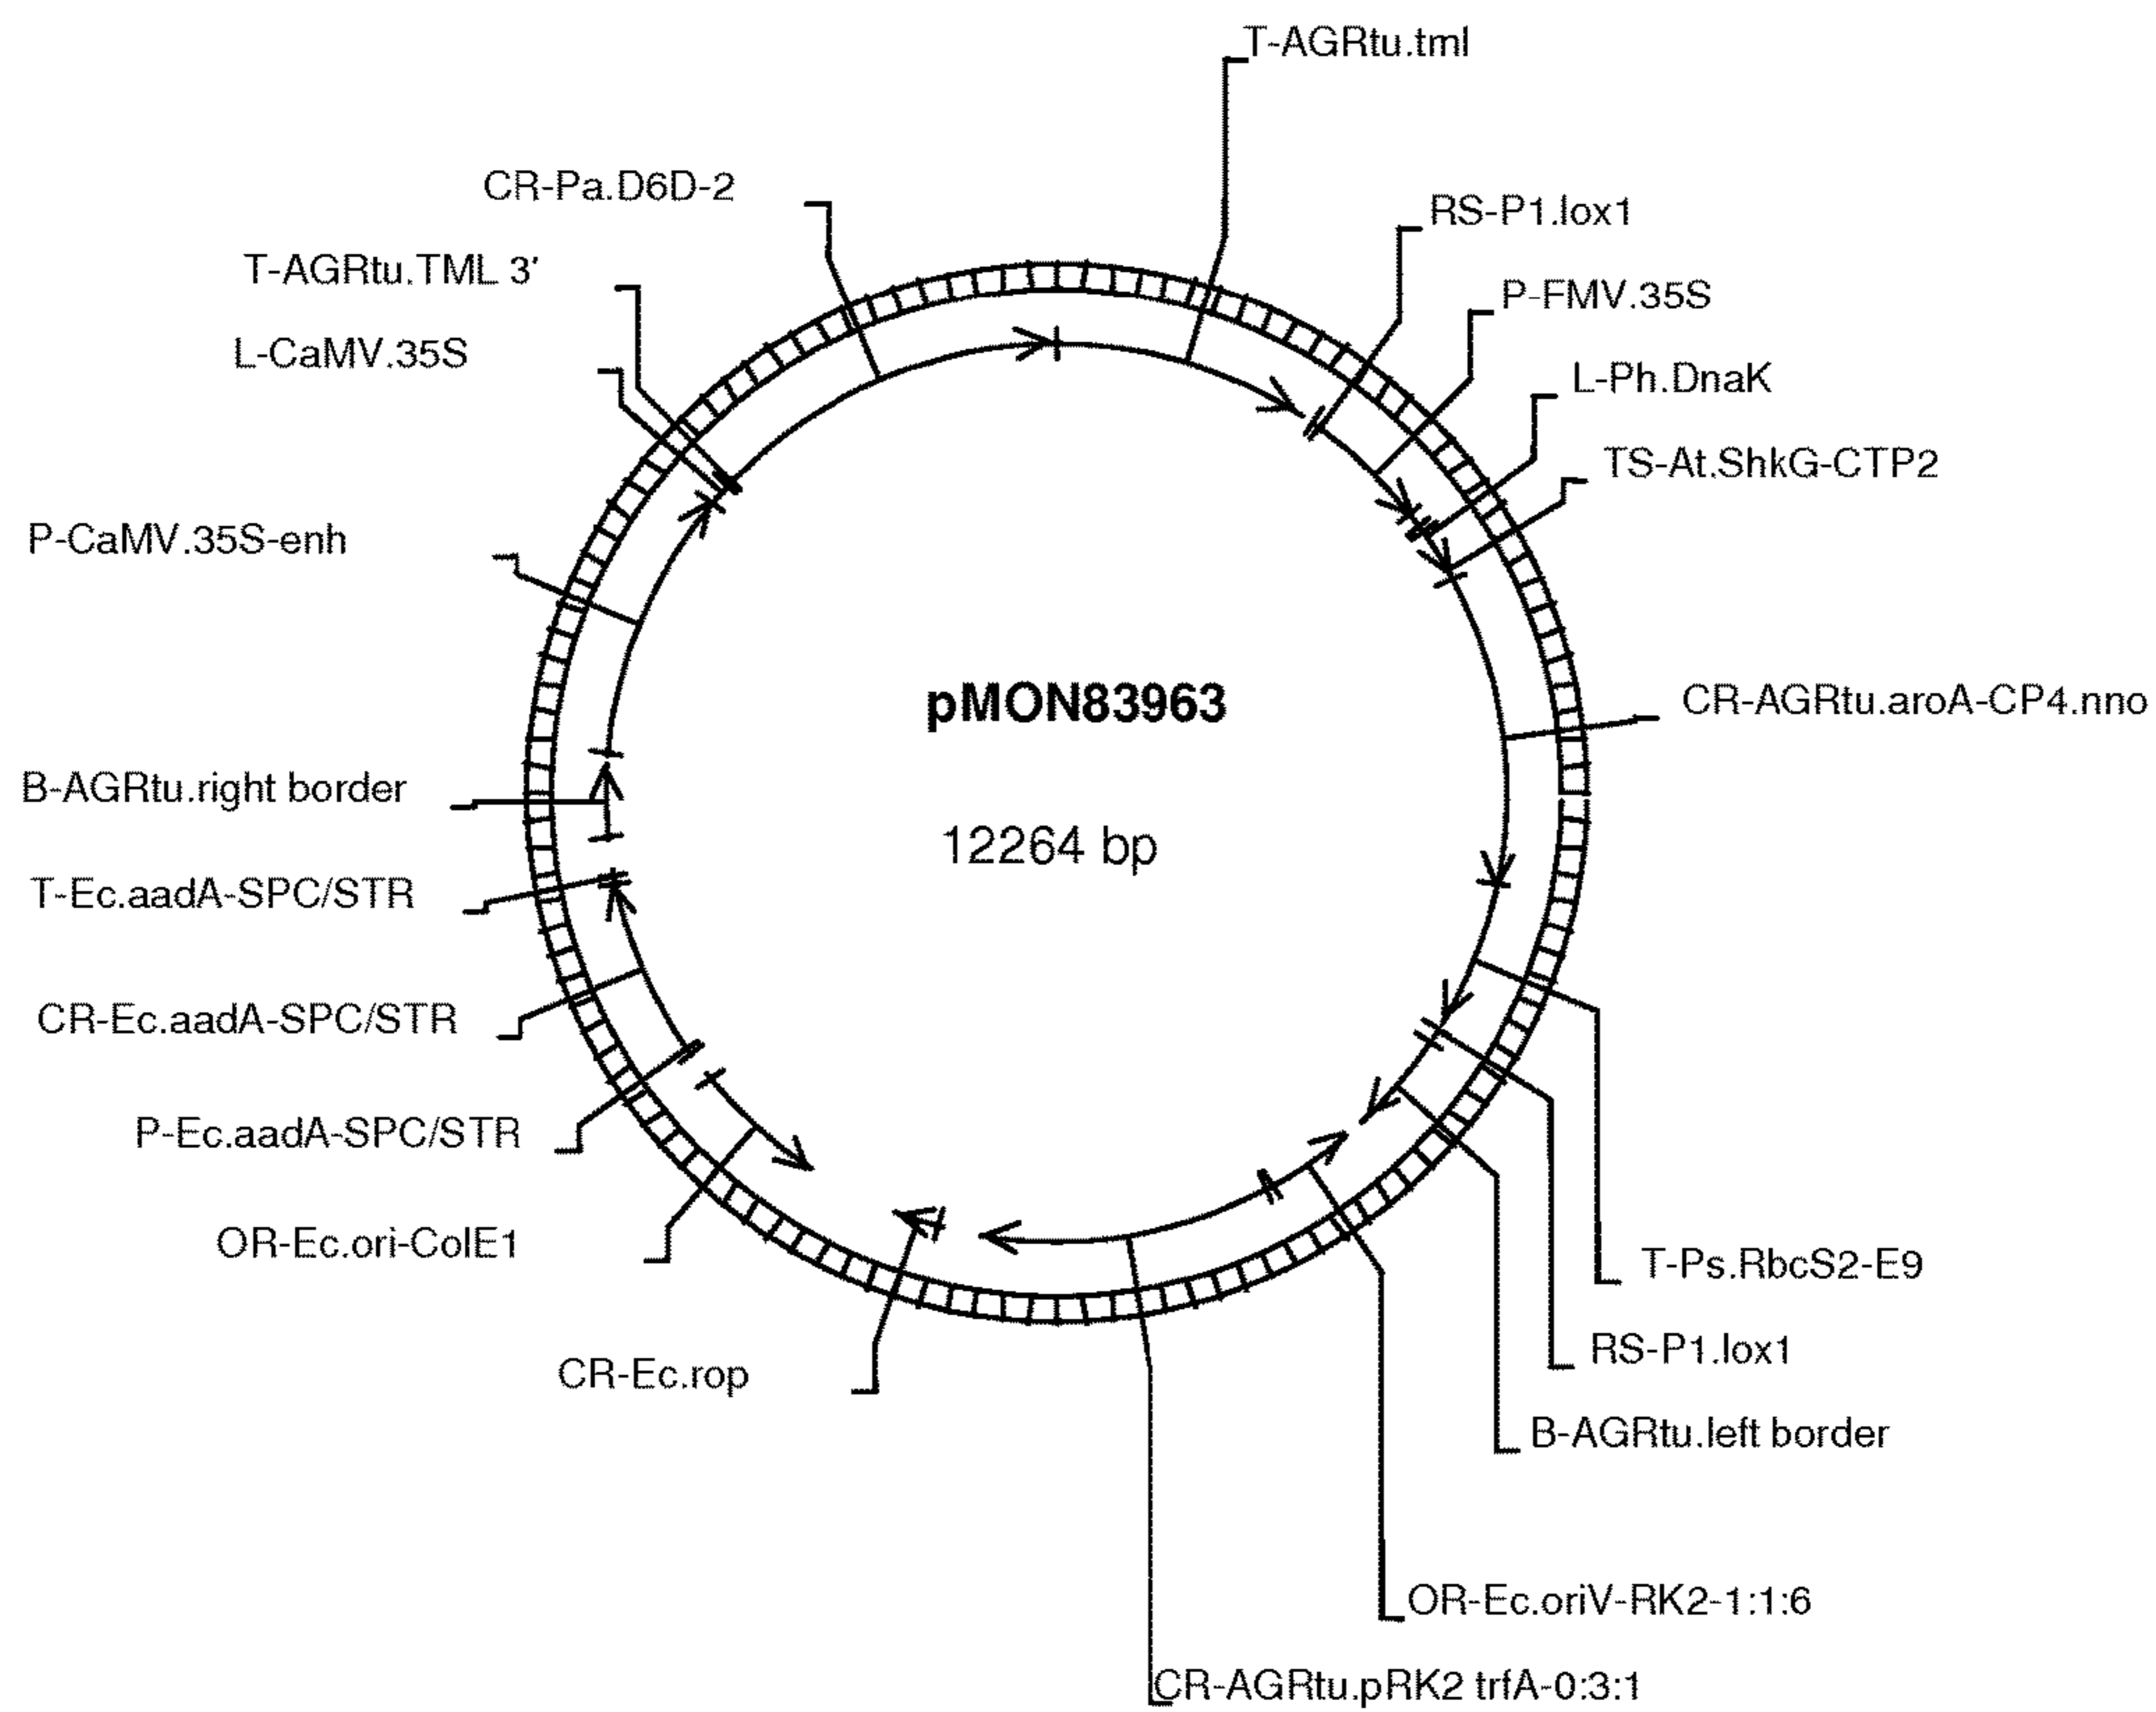 T-AGRtu.tml
CR-Pa.D6D-2
RS-P1.lox1
T-AGRtu.TML 3'
P-FMV.35S
L-CaMV.35S
L-Ph.DnaK
TS-At.ShkG-CTP2
P-CaMV.35S-enh
pMON83963
CR-AGRtu.aroA-CP4.nno
B-AGRtu.right border
12264 bp
T-Ec.aadA-SPC/STR
CR-Ec.aadA-SPC/STR
P-Ec.aadA-SPC/STR
OR-Ec.ori-ColE1
T-Ps.RbcS2-E9
RS-P1.lox1
CR-Ec.rop
B-AGRtu.left border
OR-Ec.oriV-RK2-1:1:6
CR-AGRtu.pRK2 trfA-0:3:1